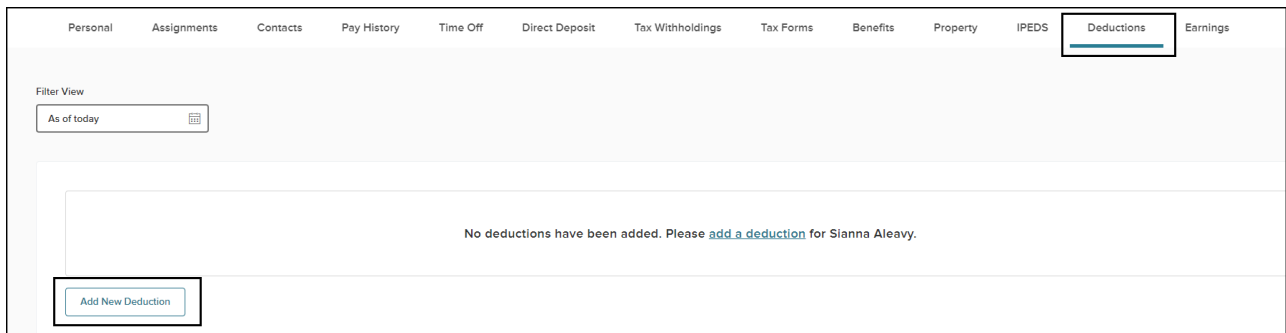 Personal Assignments Contacts Pay History Time Off Direct Deposit Tax Withholdings Tax Forms Benefits Property IPEDS Deductions Earnings
Filter View
As of today
No deductions have been added. Please add a deduction for Sianna Aleavy.
Add New Deduction